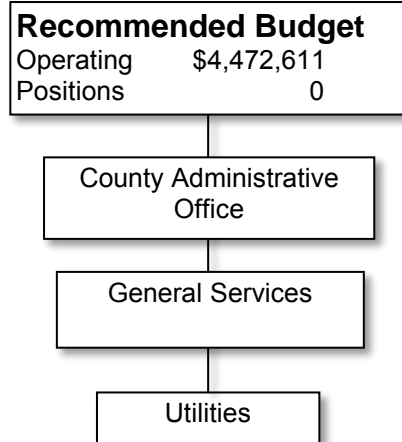 Recommended Budget
Operating $4,472,611
Positions 0
County Administrative
Office
General Services
Utilities